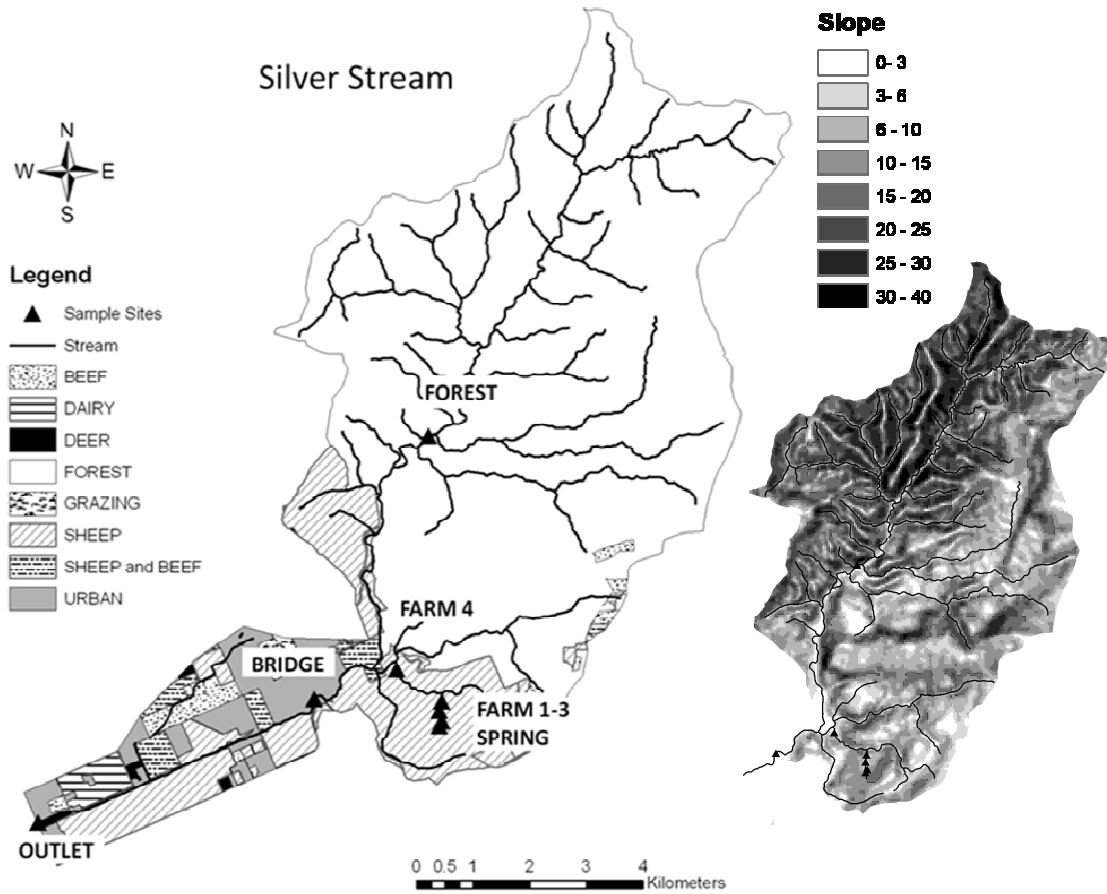 Silver Stream
N
W E
S
Legend
Sample Sites
Stream
BEEF
DAIRY
DEER
FOREST
GRAZING
SHEEP
SHEEP and BEEF
URBAN
FOREST
FARM 4
BRIDGE
FARM 1-3
SPRING
OUTLET
0 0.5 1 2 3 4
Kilometers
Slope
0- 3
3- 6
6 - 10
10 - 15
15 - 20
20 - 25
25 - 30
30 - 40